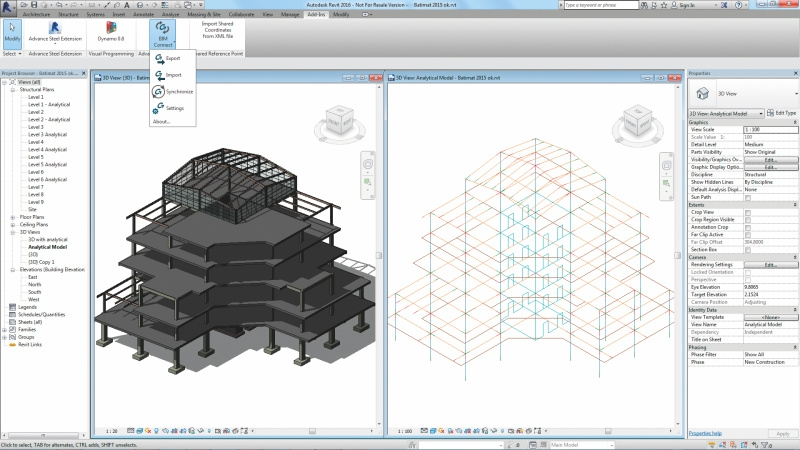 Autodesk Revit 2016 - Not For Resale Version - Batimat 2015 ok.rvt
Type a keyword or phrase
Sign In
Architecture Structure Systems Insert Annotate Analyze Massing & Site Collaborate View Manage Add-Ins Modify
Modify
Advance Steel Extension
Dynamo 0.8
BIM Connect
Import Shared Coordinates from XML file
Select
Advance Steel Extension
Visual Programming
Shared Reference Point
Export
Import
Synchronize
Settings
About...
Project Browser - Batimat 2015 ok.rvt
Views (all)
Structural Plans
Level 1
Level 1 - Analytical
Level 2
Level 2 - Analytical
Level 3
Level 3 Analytical
Level 4
Level 4 Analytical
Level 5
Level 5 Analytical
Level 6
Level 6 Analytical
Level 7
Level 8
Level 9
Site
Floor Plans
Ceiling Plans
3D Views
3D with analytical
Analytical Model
{3D}
{3D} Copy 1
Elevations (Building Elevation
East
North
South
West
Legends
Schedules/Quantities
Sheets (all)
Families
Groups
Revit Links
3D View: {3D} - Batimat
1 : 20
3D View: Analytical Model - Batimat 2015 ok.rvt
1 : 100
Properties
3D View
3D View: Analytical Model
Edit Type
Graphics
View Scale 1 : 100
Scale Value 1: 100
Detail Level Medium
Parts Visibility Show Original
Visibility/Graphics Ov... Edit...
Graphic Display Optio... Edit...
Discipline Structural
Show Hidden Lines By Discipline
Default Analysis Displ... None
Sun Path
Extents
Crop View
Crop Region Visible
Annotation Crop
Far Clip Active
Far Clip Offset 304.8000
Section Box
Camera
Rendering Settings Edit...
Locked Orientation
Perspective
Eye Elevation 9.8065
Target Elevation 2.1524
Camera Position Adjusting
Identity Data
View Template <None>
View Name Analytical Model
Dependency Independent
Title on Sheet
Phasing
Phase Filter Show All
Phase New Construction
Properties help
Apply
Click to select, TAB for alternates, CTRL adds, SHIFT unselects.
:0
Main Model
:0